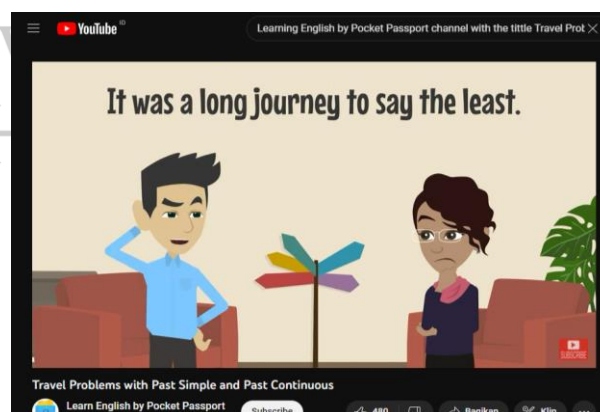 YouTube ID
Learning English by Pocket Passport channel with the tittle Travel Prot
It was a long journey to say the least.
SUBSCRIBE
Travel Problems with Past Simple and Past Continuous
Learn English by Pocket Passport
Subscribe
480
Bagikan
Klip